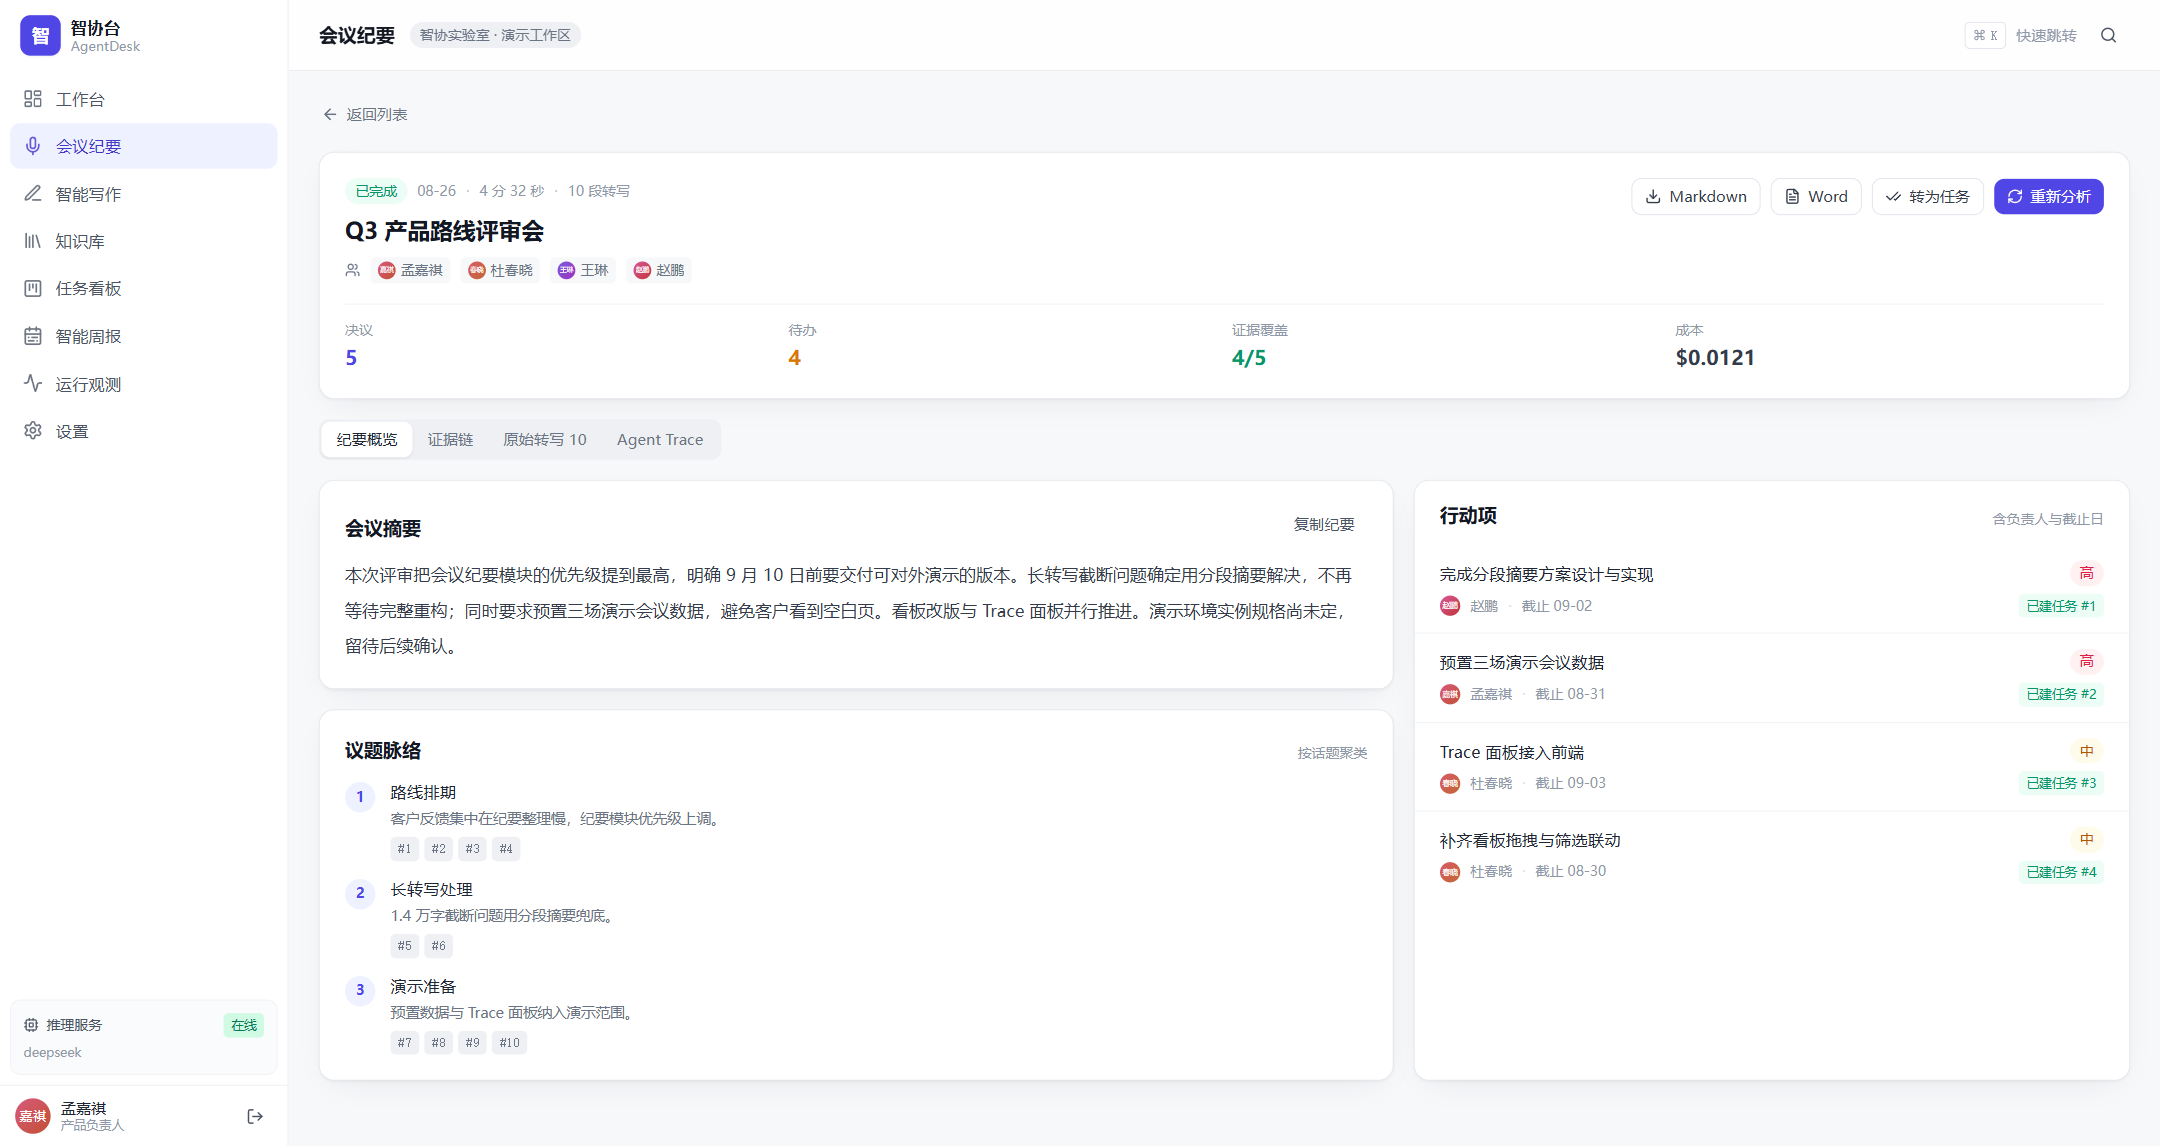 智
智协台
AgentDesk
工作台
会议纪要
智能写作
知识库
任务看板
智能周报
运行观测
设置
推理服务
在线
deepseek
嘉祺
孟嘉祺
产品负责人
会议纪要
智协实验室 · 演示工作区
⌘ K
快速跳转
返回列表
已完成
08-26 · 4 分 32 秒 · 10 段转写
Markdown
Word
转为任务
重新分析
Q3 产品路线评审会
嘉祺 孟嘉祺
春晓 杜春晓
王琳 王琳
赵鹏 赵鹏
决议
5
待办
4
证据覆盖
4/5
成本
$0.0121
纪要概览
证据链
原始转写 10
Agent Trace
会议摘要
复制纪要
本次评审把会议纪要模块的优先级提到最高，明确 9 月 10 日前要交付可对外演示的版本。长转写截断问题确定用分段摘要解决，不再
等待完整重构；同时要求预置三场演示会议数据，避免客户看到空白页。看板改版与 Trace 面板并行推进。演示环境实例规格尚未定，
留待后续确认。
议题脉络
按话题聚类
1
路线排期
客户反馈集中在纪要整理慢，纪要模块优先级上调。
#1 #2 #3 #4
2
长转写处理
1.4 万字截断问题用分段摘要兜底。
#5 #6
3
演示准备
预置数据与 Trace 面板纳入演示范围。
#7 #8 #9 #10
行动项
含负责人与截止日
完成分段摘要方案设计与实现
高
赵鹏 赵鹏 · 截止 09-02
已建任务 #1
预置三场演示会议数据
高
嘉祺 孟嘉祺 · 截止 08-31
已建任务 #2
Trace 面板接入前端
中
春晓 杜春晓 · 截止 09-03
已建任务 #3
补齐看板拖拽与筛选联动
中
春晓 杜春晓 · 截止 08-30
已建任务 #4